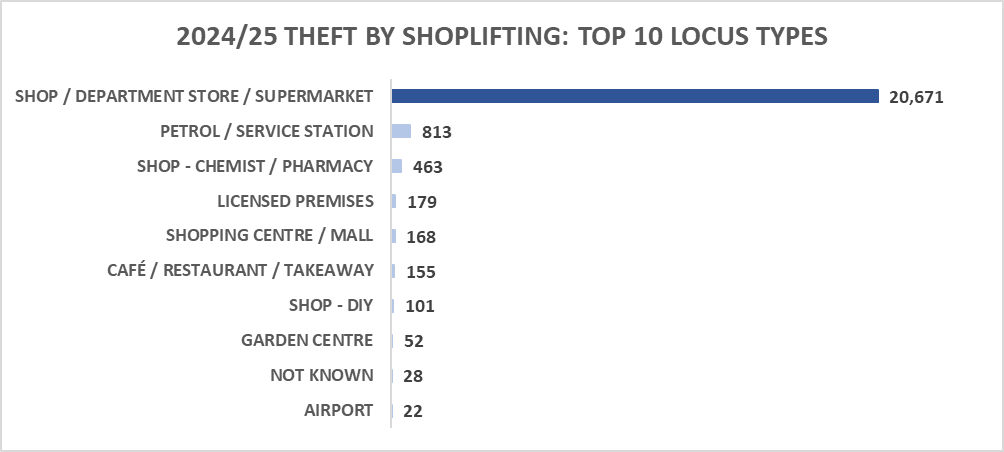 2024/25 THEFT BY SHOPLIFTING: TOP 10 LOCUS TYPES
SHOP / DEPARTMENT STORE / SUPERMARKET 20,671
PETROL / SERVICE STATION 813
SHOP - CHEMIST / PHARMACY 463
LICENSED PREMISES 179
SHOPPING CENTRE / MALL 168
CAFÉ / RESTAURANT / TAKEAWAY 155
SHOP - DIY 101
GARDEN CENTRE 52
NOT KNOWN 28
AIRPORT 22